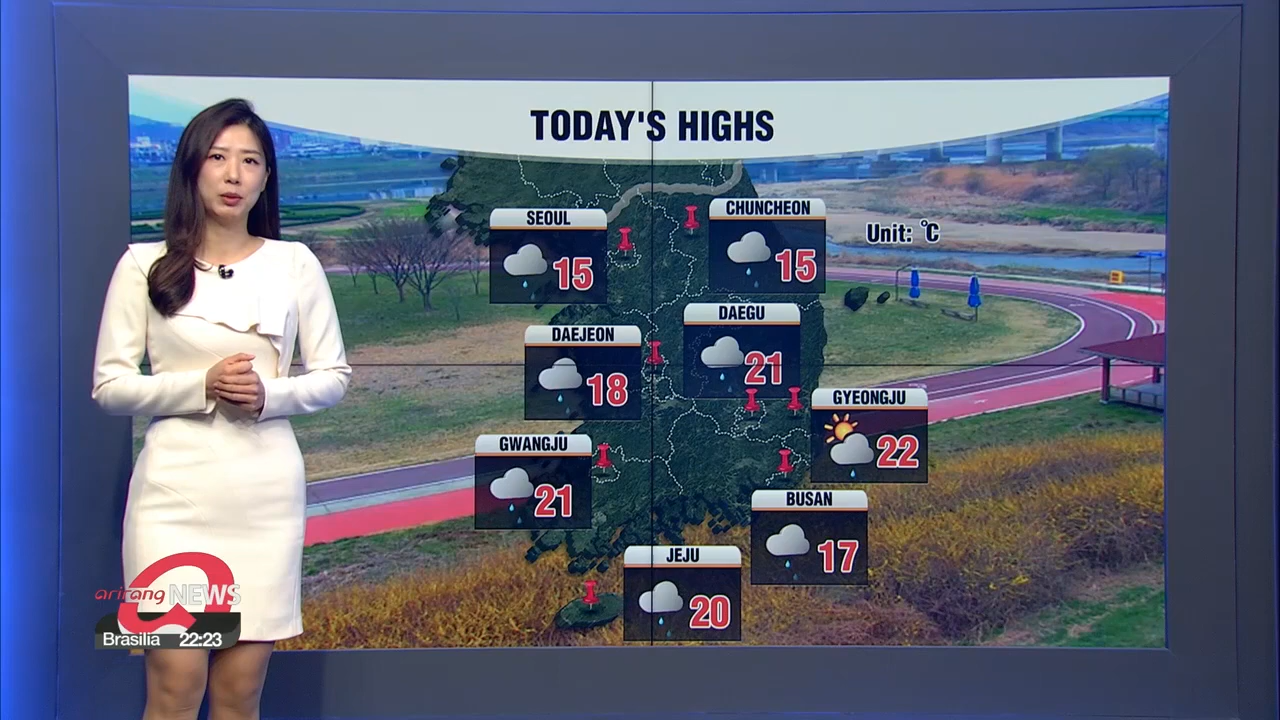 TODAY'S HIGHS
SEOUL
15
CHUNCHEON
15
Unit: ℃
DAEJEON
18
DAEGU
21
GYEONGJU
22
GWANGJU
21
BUSAN
17
JEJU
20
arirang NEWS
Brasilia 22:23